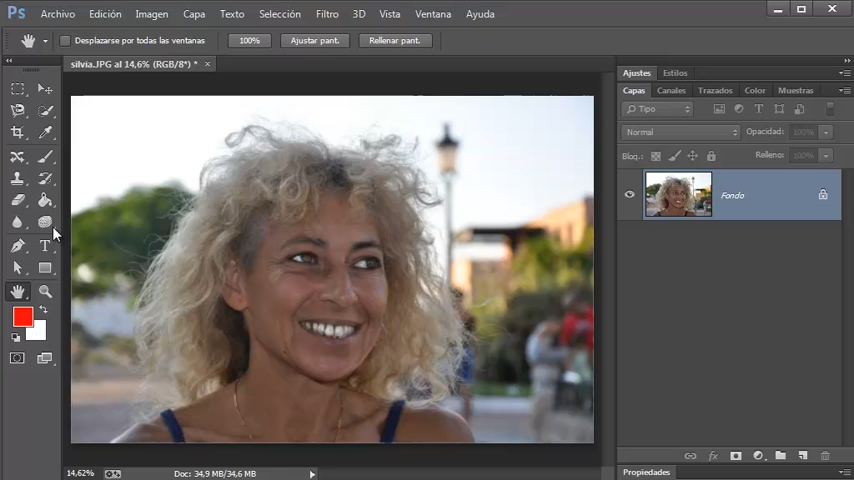 Ps Archivo Edición Imagen Capa Texto Selección Filtro 3D Vista Ventana Ayuda
Desplazarse por todas las ventanas 100% Ajustar pant. Rellenar pant.
silvia.JPG al 14,6% (RGB/8*) * ×
Ajustes Estilos
Capas Canales Trazados Color Muestras
Tipo
Normal Opacidad: 100%
Bloq.: Relleno: 100%
Fondo
T
fx
14,62% Doc: 34,9 MB/34,6 MB
Propiedades